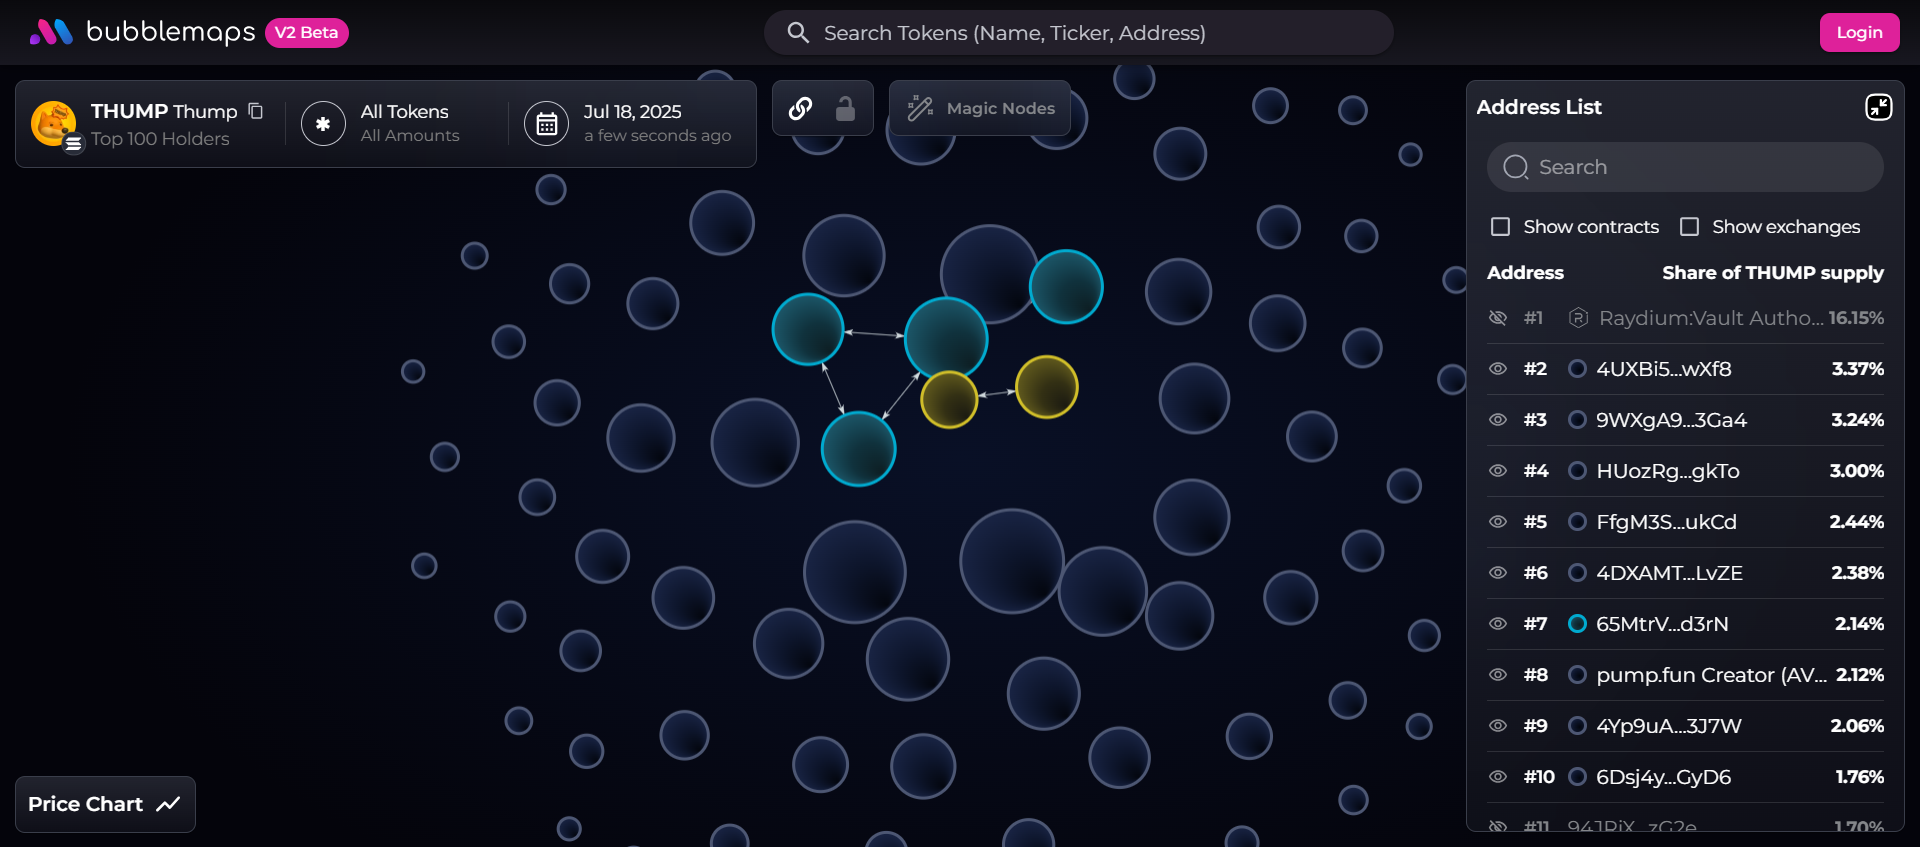 bubblemaps V2 Beta
Search Tokens (Name, Ticker, Address)
Login
THUMP Thump
Top 100 Holders
All Tokens
All Amounts
Jul 18, 2025
a few seconds ago
Magic Nodes
Address List
Search
Show contracts Show exchanges
Address Share of THUMP supply
#1 Raydium:Vault Autho... 16.15%
#2 4UXBi5...wXf8 3.37%
#3 9WXgA9...3Ga4 3.24%
#4 HUozRg...gkTo 3.00%
#5 FfgM3S...ukCd 2.44%
#6 4DXAMT...LvZE 2.38%
#7 65MtrV...d3rN 2.14%
#8 pump.fun Creator (AV... 2.12%
#9 4Yp9uA...3J7W 2.06%
#10 6Dsj4y...GyD6 1.76%
#11 1.70%
Price Chart